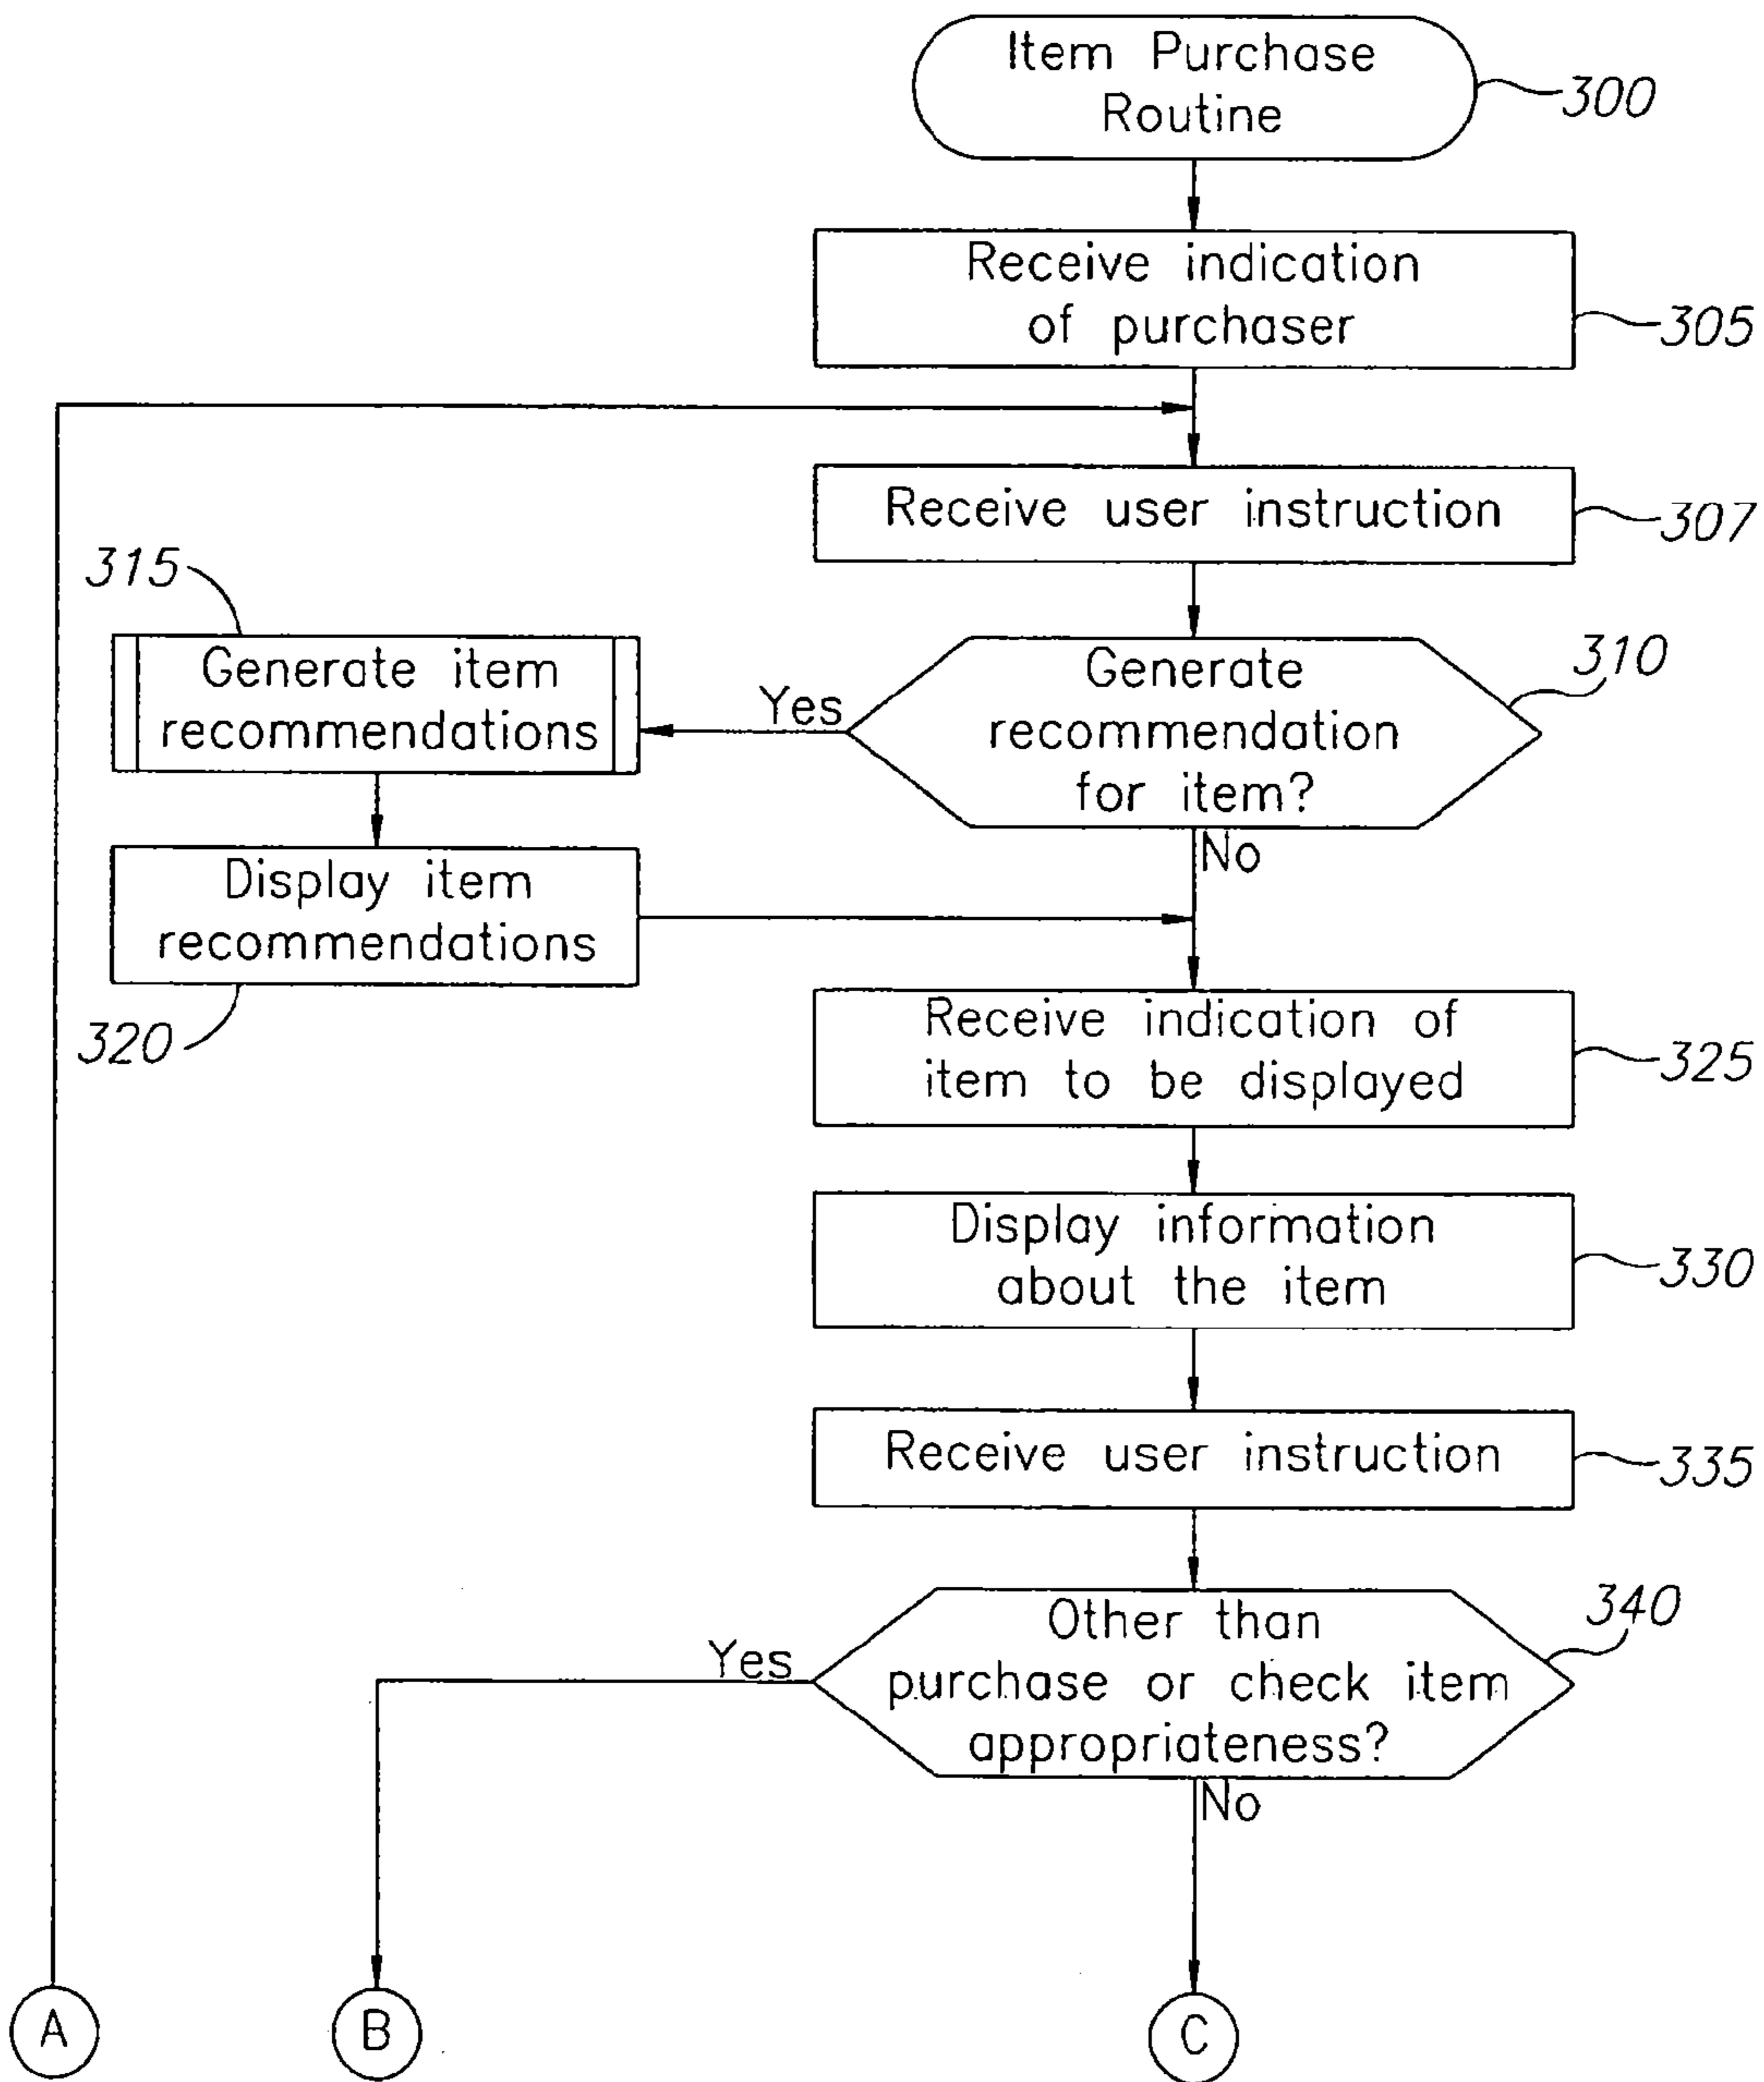 Item Purchase
Routine
300
Receive indication
of purchaser
305
Receive user instruction
307
315
Generate item
recommendations
Yes
Generate
recommendation
for item?
310
No
Display item
recommendations
320
Receive indication of
item to be displayed
325
Display information
about the item
330
Receive user instruction
335
Other than
purchase or check item
appropriateness?
340
Yes
No
A
B
C